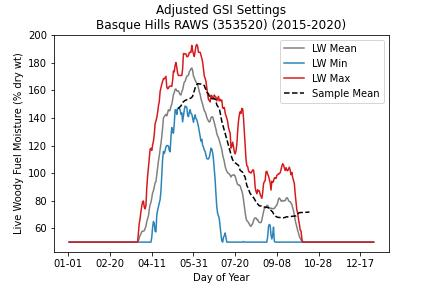 Adjusted GSI Settings
Basque Hills RAWS (353520) (2015-2020)
Live Woody Fuel Moisture (% dry wt)
200
180
160
140
120
100
80
60
LW Mean
LW Min
LW Max
Sample Mean
01-01 02-20 04-11 05-31 07-20 09-08 10-28 12-17
Day of Year